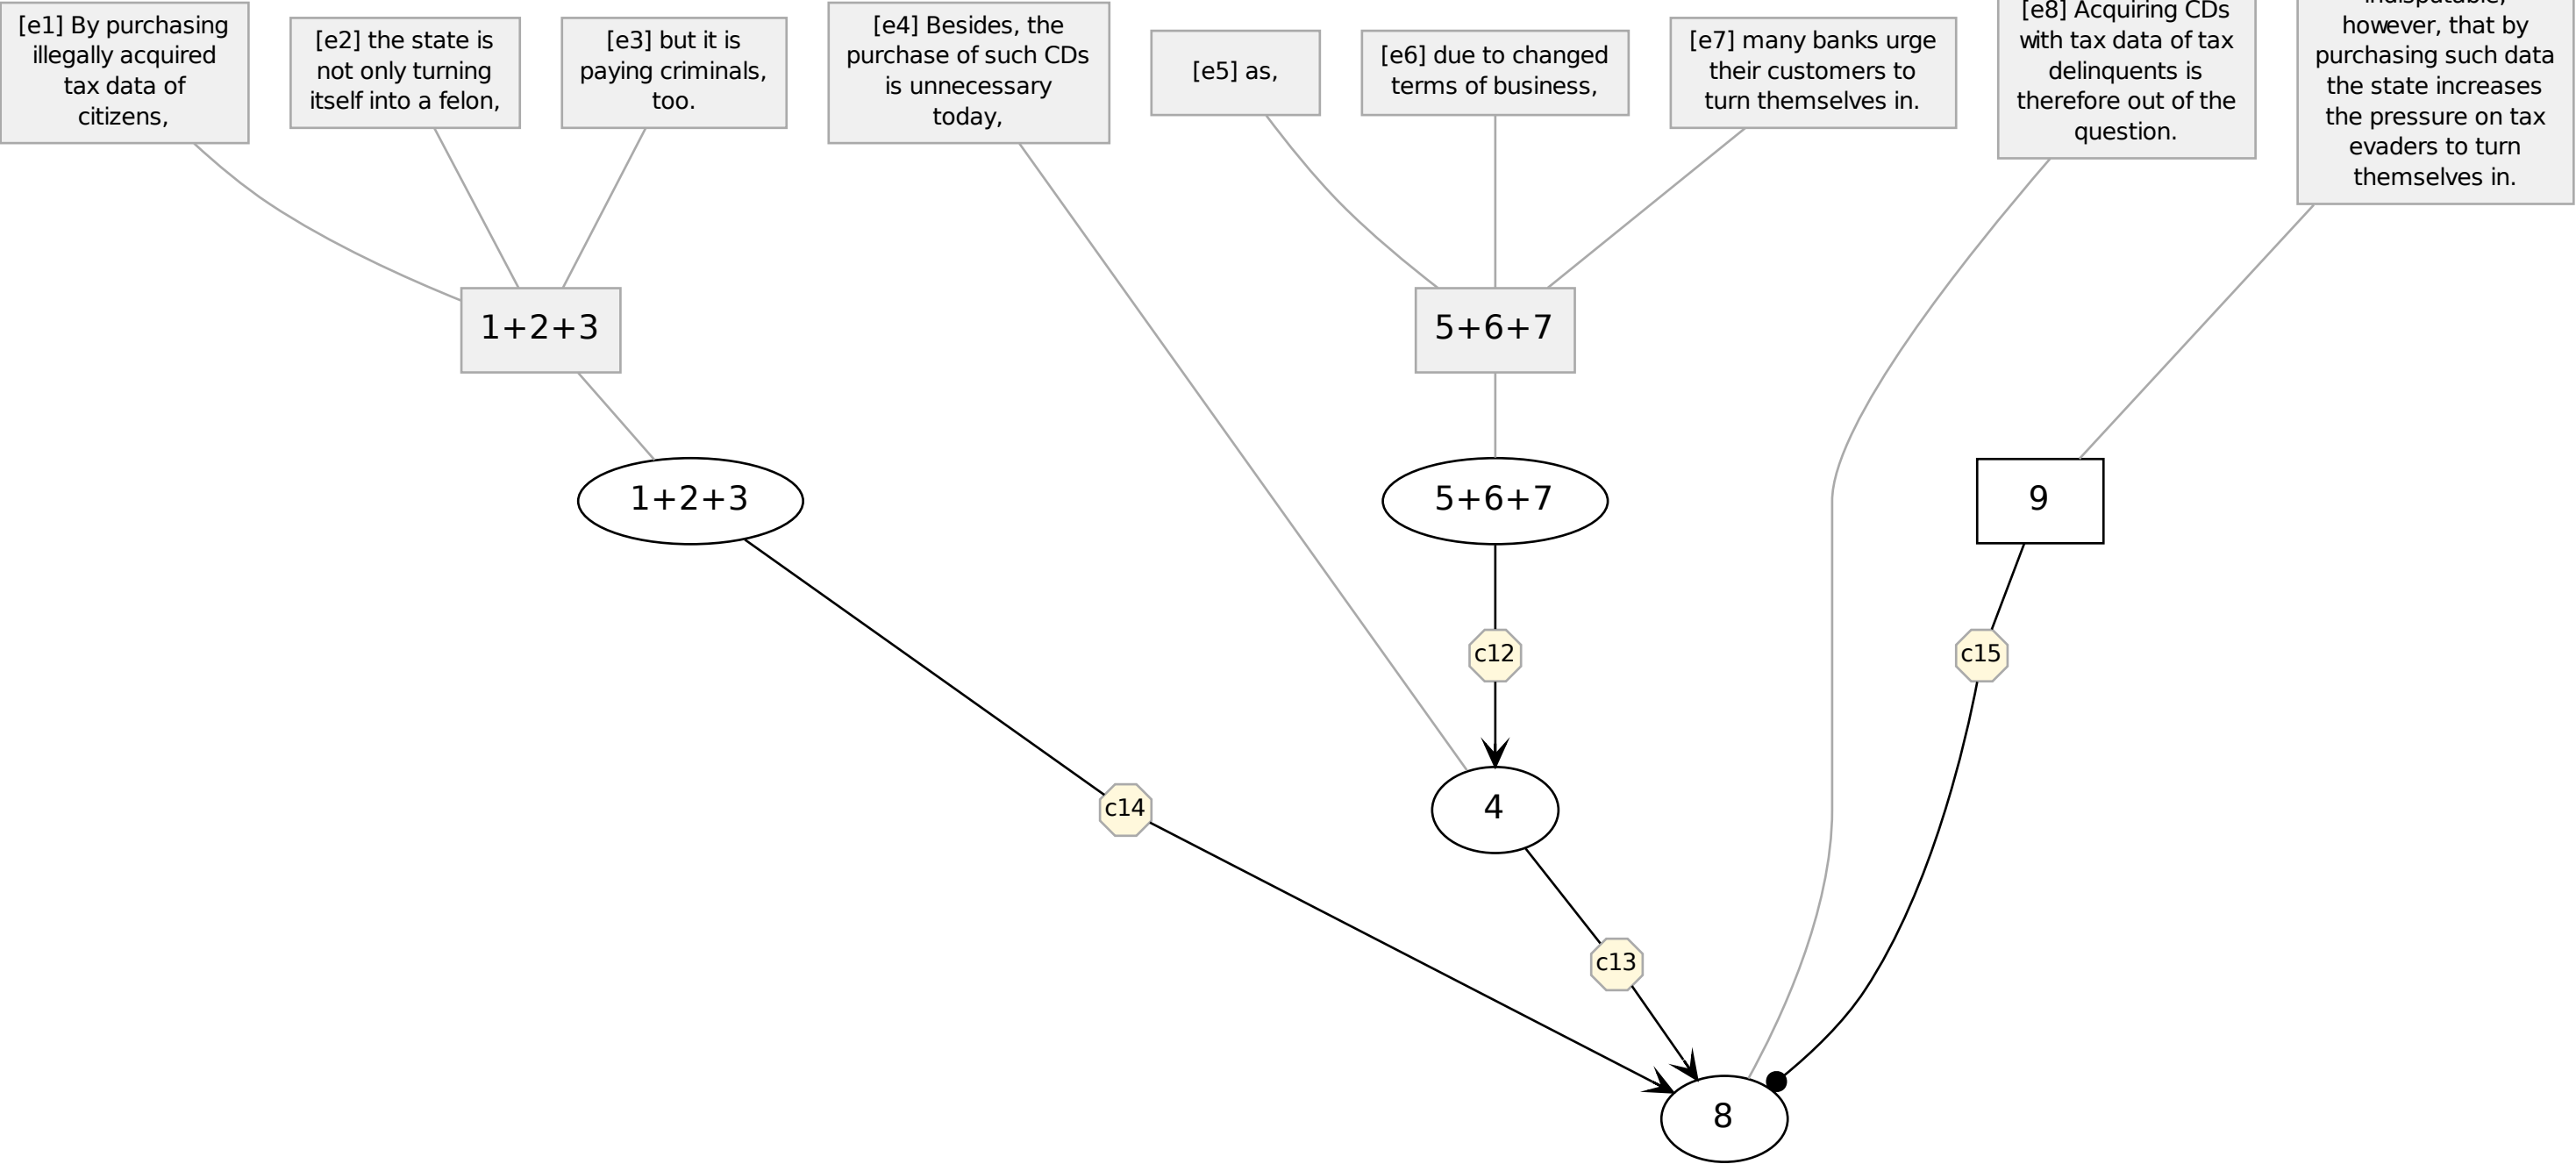 [e1] By purchasing
illegally acquired
tax data of
citizens,
[e2] the state is
not only turning
itself into a felon,
[e3] but it is
paying criminals,
too.
[e4] Besides, the
purchase of such CDs
is unnecessary
today,
[e5] as,
[e6] due to changed
terms of business,
[e7] many banks urge
their customers to
turn themselves in.
[e8] Acquiring CDs
with tax data of tax
delinquents is
therefore out of the
question.
however, that by
purchasing such data
the state increases
the pressure on tax
evaders to turn
themselves in.
1+2+3
5+6+7
1+2+3
5+6+7
9
c12
c15
c14
4
c13
8